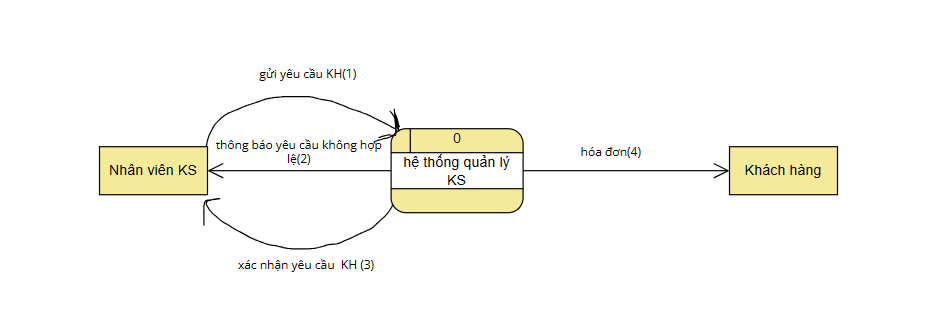 gửi yêu cầu KH(1)
thông báo yêu cầu không hợp
lệ(2)
Nhân viên KS
0
hệ thống quản lý
KS
hóa đơn(4)
Khách hàng
xác nhận yêu cầu KH (3)